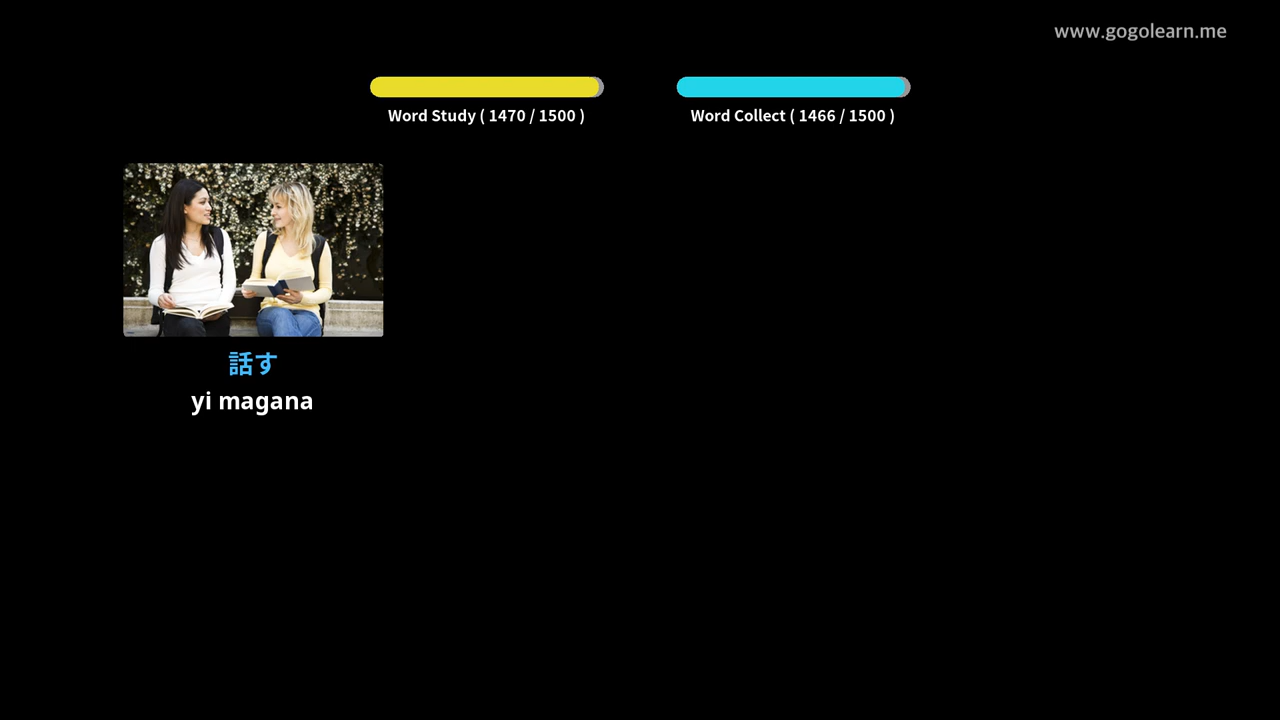 www.gogolearn.me
Word Study ( 1470 / 1500 )
Word Collect ( 1466 / 1500 )
話す
yi magana